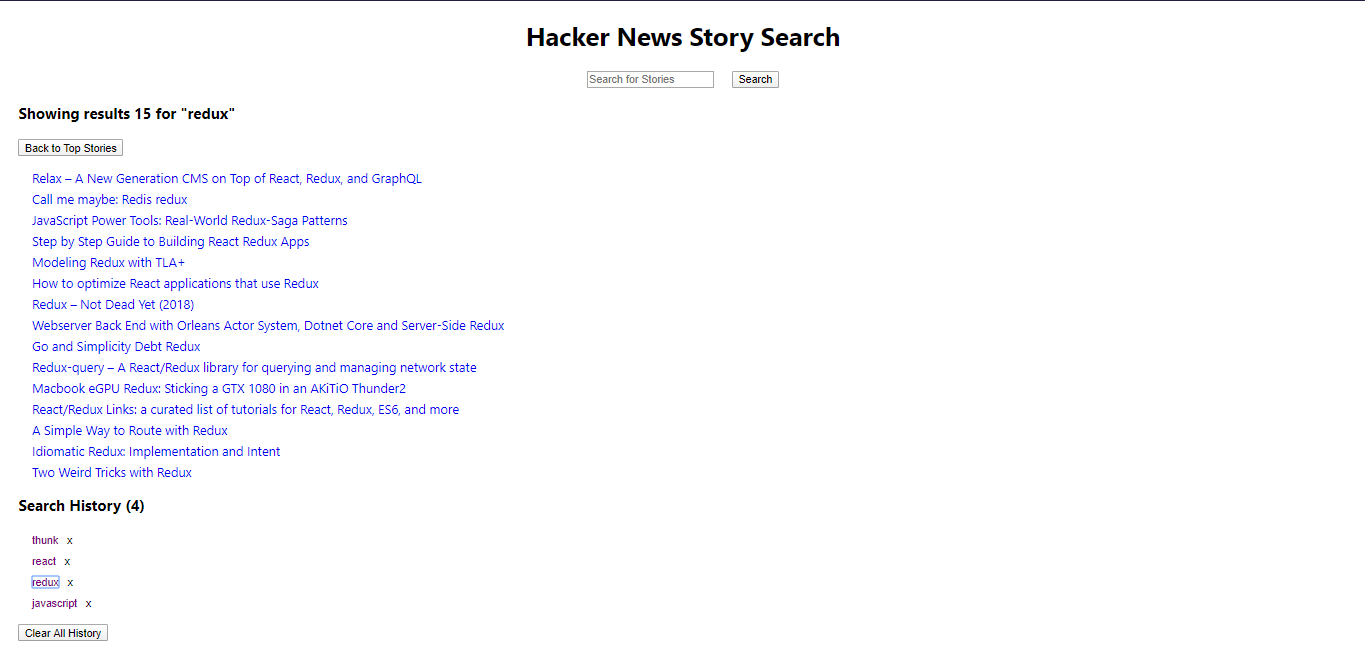 Hacker News Story Search
Search for Stories Search
Showing results 15 for "redux"
Back to Top Stories
Relax – A New Generation CMS on Top of React, Redux, and GraphQL
Call me maybe: Redis redux
JavaScript Power Tools: Real-World Redux-Saga Patterns
Step by Step Guide to Building React Redux Apps
Modeling Redux with TLA+
How to optimize React applications that use Redux
Redux – Not Dead Yet (2018)
Webserver Back End with Orleans Actor System, Dotnet Core and Server-Side Redux
Go and Simplicity Debt Redux
Redux-query – A React/Redux library for querying and managing network state
Macbook eGPU Redux: Sticking a GTX 1080 in an AKiTiO Thunder2
React/Redux Links: a curated list of tutorials for React, Redux, ES6, and more
A Simple Way to Route with Redux
Idiomatic Redux: Implementation and Intent
Two Weird Tricks with Redux
Search History (4)
thunk x
react x
redux x
javascript x
Clear All History